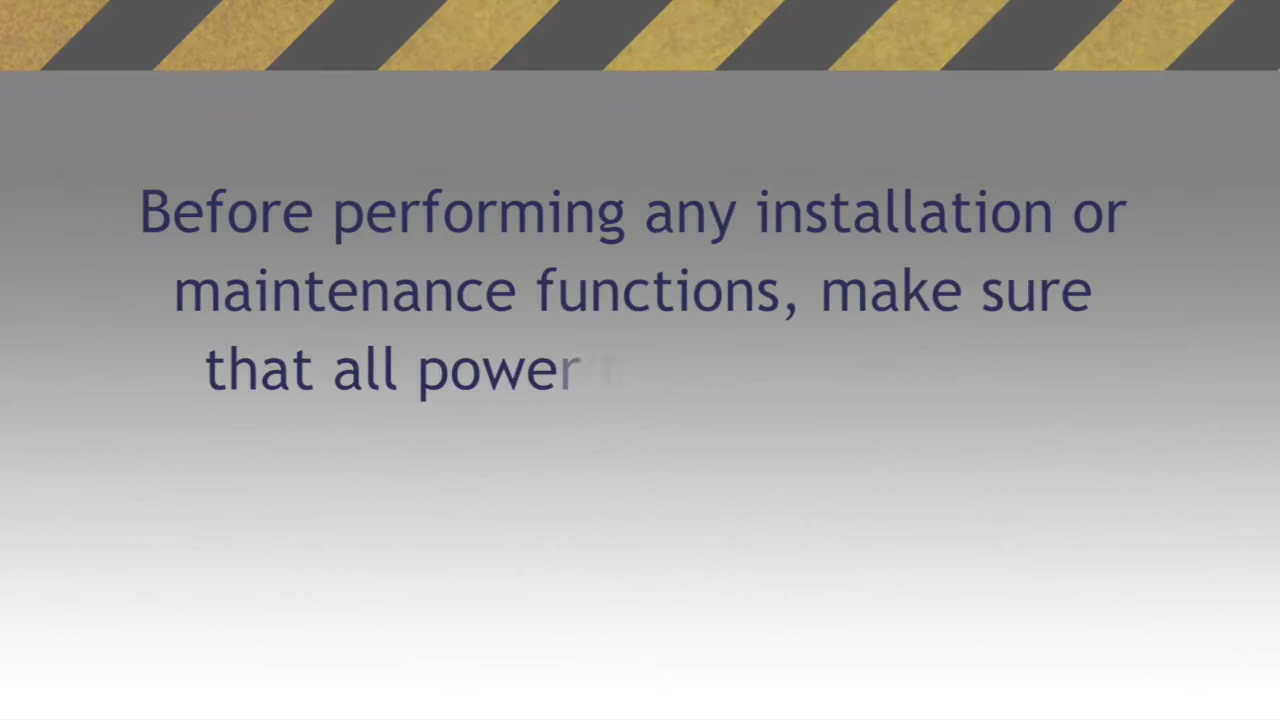 Before performing any installation or
maintenance functions, make sure
that all power